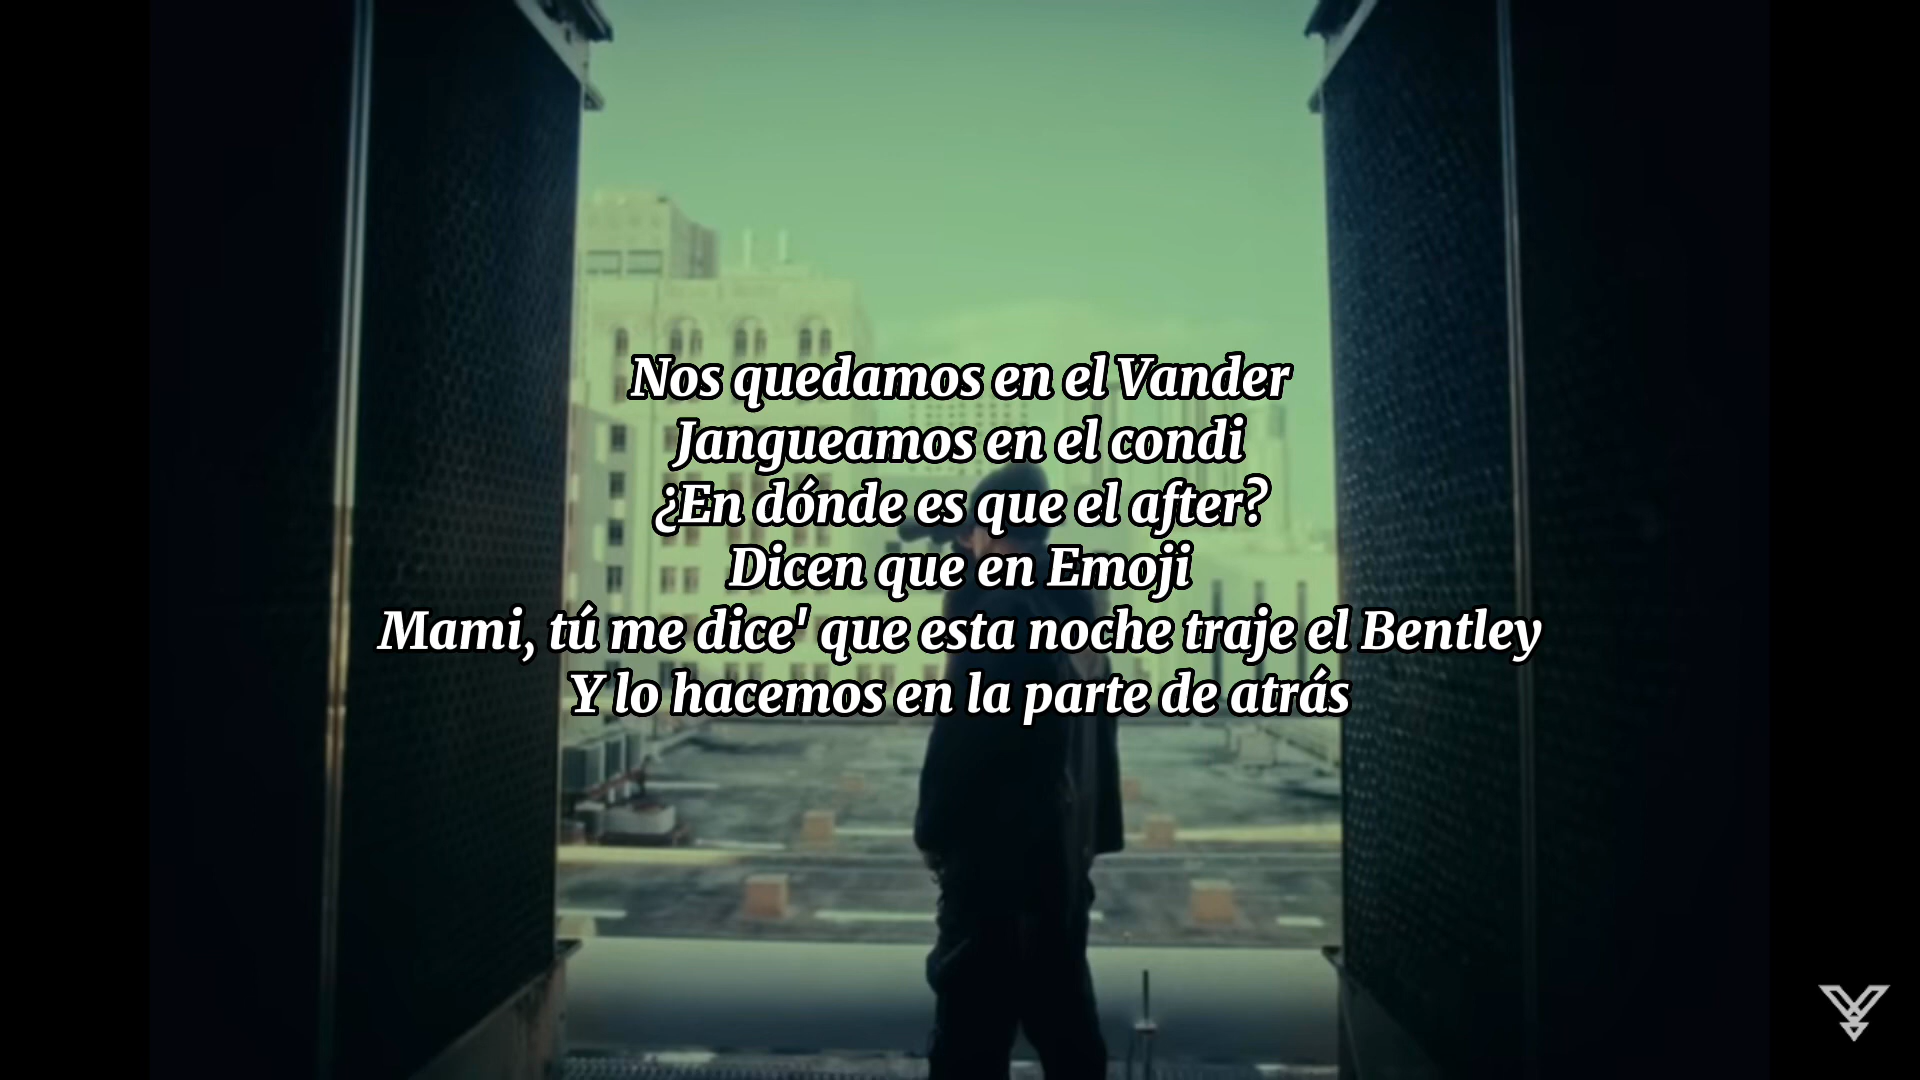 Nos quedamos en el Vander
Jangueamos en el condi
¿En dónde es que el after?
Dicen que en Emoji
Mami, tú me dice' que esta noche traje el Bentley
Y lo hacemos en la parte de atrás